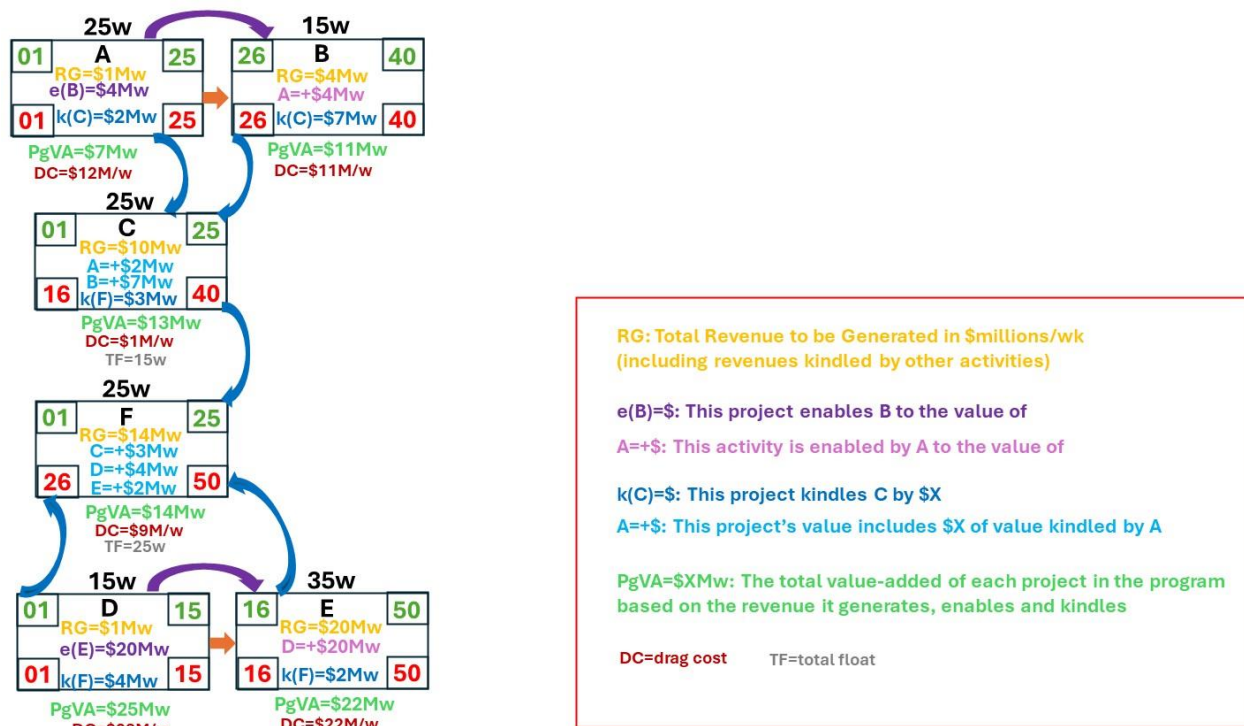 25w
01 A 25
RG=$1Mw
e(B)=$4Mw
01 k(C)=$2Mw 25
PgVA=$7Mw
DC=$12M/w
15w
26 B 40
RG=$4Mw
A=+$4Mw
26 k(C)=$7Mw 40
PgVA=$11Mw
DC=$11M/w
25w
01 C 25
RG=$10Mw
A=+$2Mw
B=+$7Mw
16 k(F)=$3Mw 40
PgVA=$13Mw
DC=$1M/w
TF=15w
25w
01 F 25
RG=$14Mw
C=+$3Mw
D=+$4Mw
26 E=+$2Mw 50
PgVA=$14Mw
DC=$9M/w
TF=25w
15w
01 D 15
RG=$1Mw
e(E)=$20Mw
01 k(F)=$4Mw 15
PgVA=$25Mw
35w
16 E 50
RG=$20Mw
D=+$20Mw
16 k(F)=$2Mw 50
PgVA=$22Mw
DC=$22M/w
RG: Total Revenue to be Generated in $millions/wk
(including revenues kindled by other activities)
e(B)=$: This project enables B to the value of
A=+$: This activity is enabled by A to the value of
k(C)=$: This project kindles C by $X
A=+$: This project's value includes $X of value kindled by A
PgVA=$XMw: The total value-added of each project in the program
based on the revenue it generates, enables and kindles
DC=drag cost TF=total float